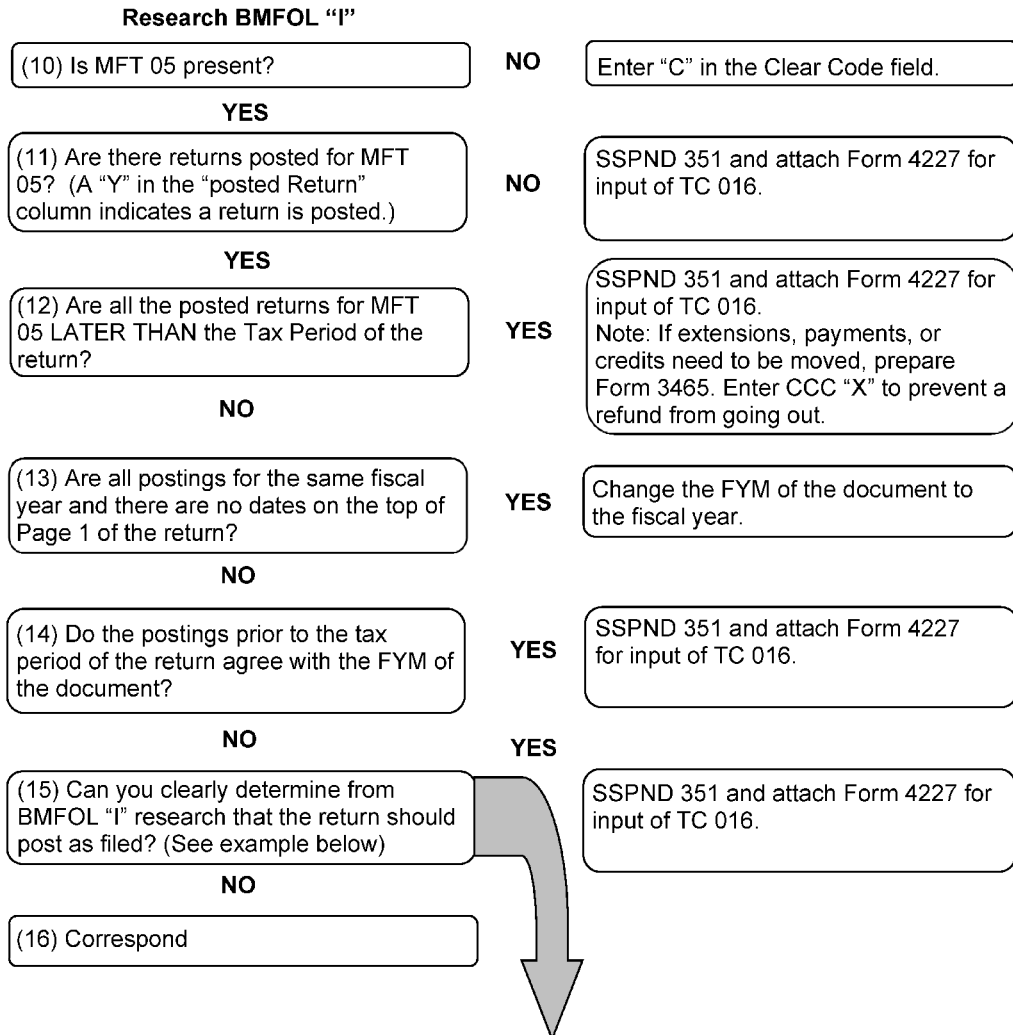 Research BMFOL “I”
(10) Is MFT 05 present?
NO
Enter “C” in the Clear Code field.
YES
(11) Are there returns posted for MFT
05? (A “Y” in the “posted Return”
column indicates a return is posted.)
NO
SSPND 351 and attach Form 4227 for
input of TC 016.
YES
(12) Are all the posted returns for MFT
05 LATER THAN the Tax Period of the
return?
YES
SSPND 351 and attach Form 4227 for
input of TC 016.
Note: If extensions, payments, or
credits need to be moved, prepare
Form 3465. Enter CCC “X” to prevent a
refund from going out.
NO
(13) Are all postings for the same fiscal
year and there are no dates on the top of
Page 1 of the return?
YES
Change the FYM of the document to
the fiscal year.
NO
(14) Do the postings prior to the tax
period of the return agree with the FYM of
the document?
YES
SSPND 351 and attach Form 4227
for input of TC 016.
NO
YES
(15) Can you clearly determine from
BMFOL “I” research that the return should
post as filed? (See example below)
SSPND 351 and attach Form 4227 for
input of TC 016.
NO
(16) Correspond